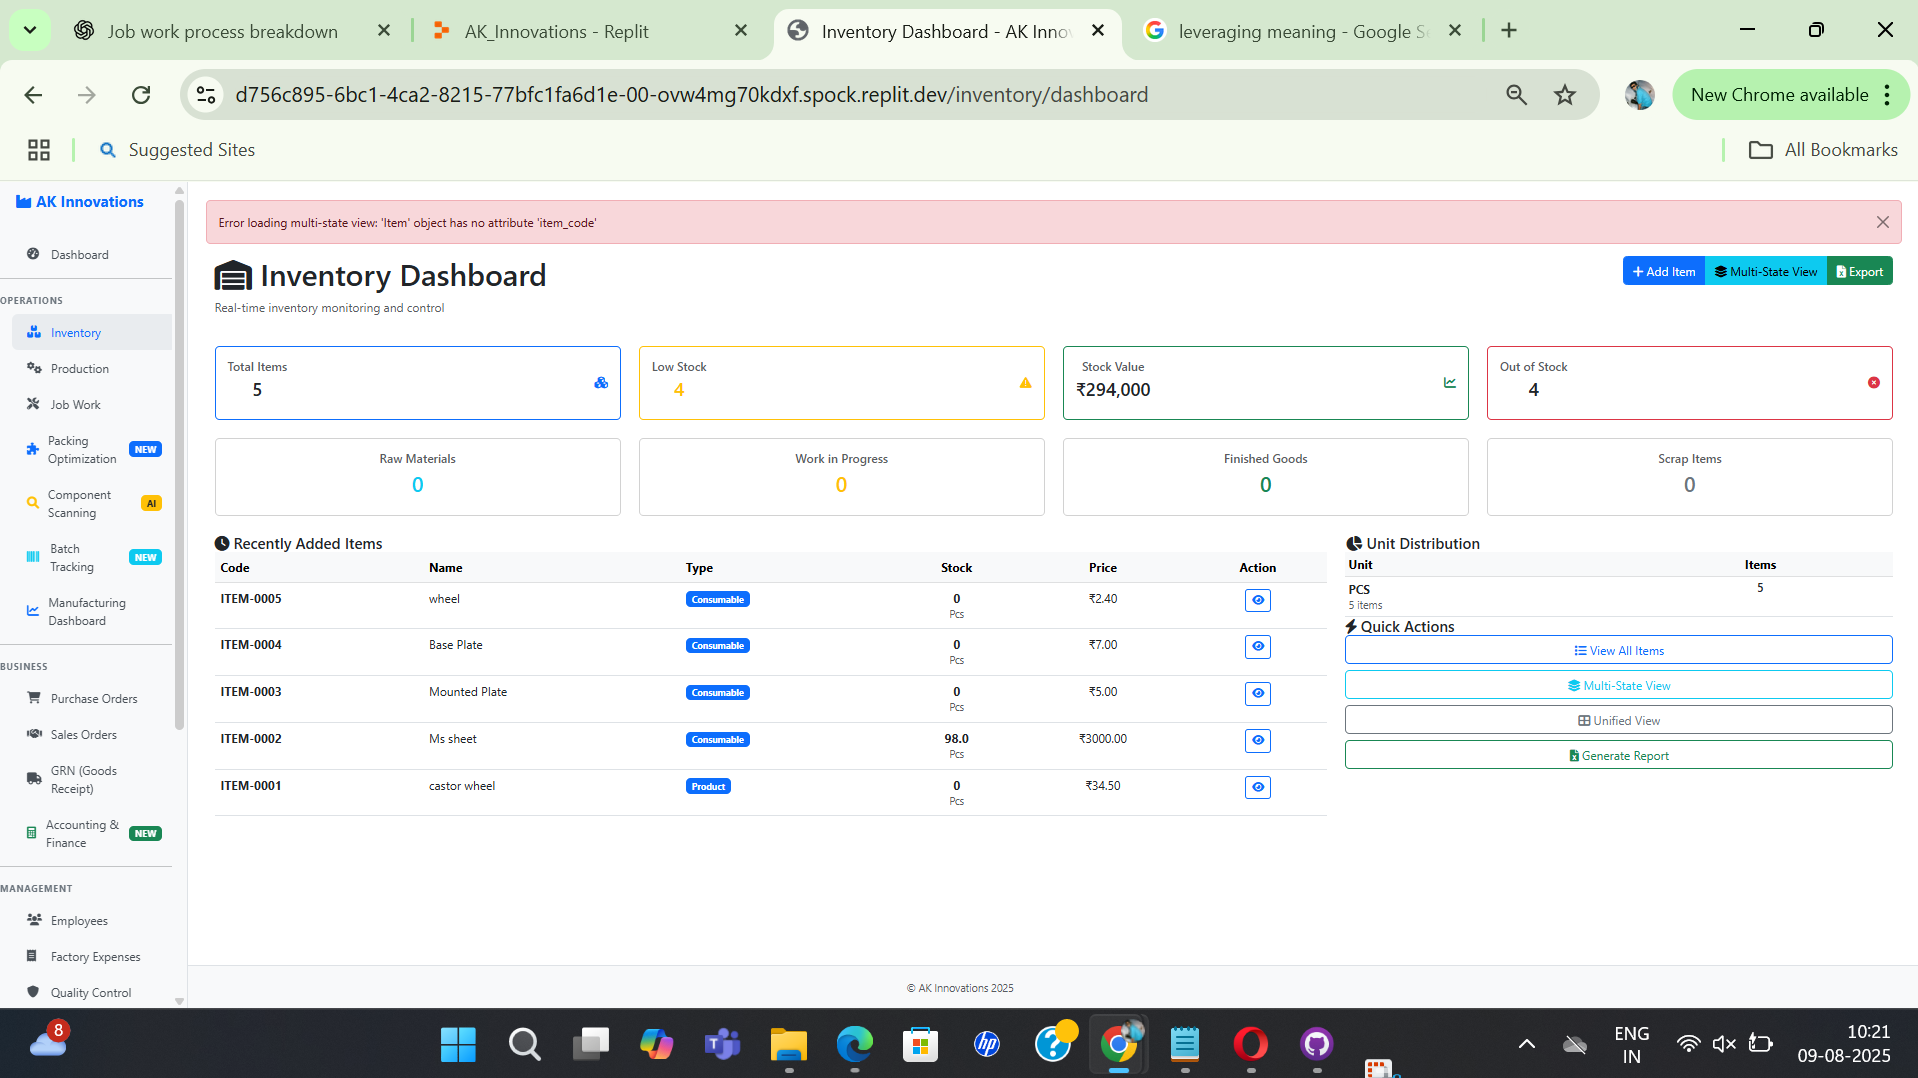 Job work process breakdown
AK_Innovations - Replit
Inventory Dashboard - AK Inno
leveraging meaning - Google S
d756c895-6bc1-4ca2-8215-77bfc1fa6d1e-00-ovw4mg70kdxf.spock.replit.dev/inventory/dashboard
New Chrome available
Suggested Sites
All Bookmarks
AK Innovations
Dashboard
OPERATIONS
Inventory
Production
Job Work
Packing
Optimization
NEW
Component
Scanning
AI
Batch
Tracking
NEW
Manufacturing
Dashboard
BUSINESS
Purchase Orders
Sales Orders
GRN (Goods
Receipt)
Accounting &
Finance
NEW
MANAGEMENT
Employees
Factory Expenses
Quality Control
Error loading multi-state view: 'Item' object has no attribute 'item_code'
Inventory Dashboard
Real-time inventory monitoring and control
Add Item
Multi-State View
Export
Total Items
5
Low Stock
4
Stock Value
₹294,000
Out of Stock
4
Raw Materials
0
Work in Progress
0
Finished Goods
0
Scrap Items
0
Recently Added Items
Code Name Type Stock Price Action
ITEM-0005 wheel Consumable 0 ₹2.40
Pcs
ITEM-0004 Base Plate Consumable 0 ₹7.00
Pcs
ITEM-0003 Mounted Plate Consumable 0 ₹5.00
Pcs
ITEM-0002 Ms sheet Consumable 98.0 ₹3000.00
Pcs
ITEM-0001 castor wheel Product 0 ₹34.50
Pcs
Unit Distribution
Unit Items
PCS 5
5 items
Quick Actions
View All Items
Multi-State View
Unified View
Generate Report
© AK Innovations 2025
8
hp
ENG
IN
10:21
09-08-2025